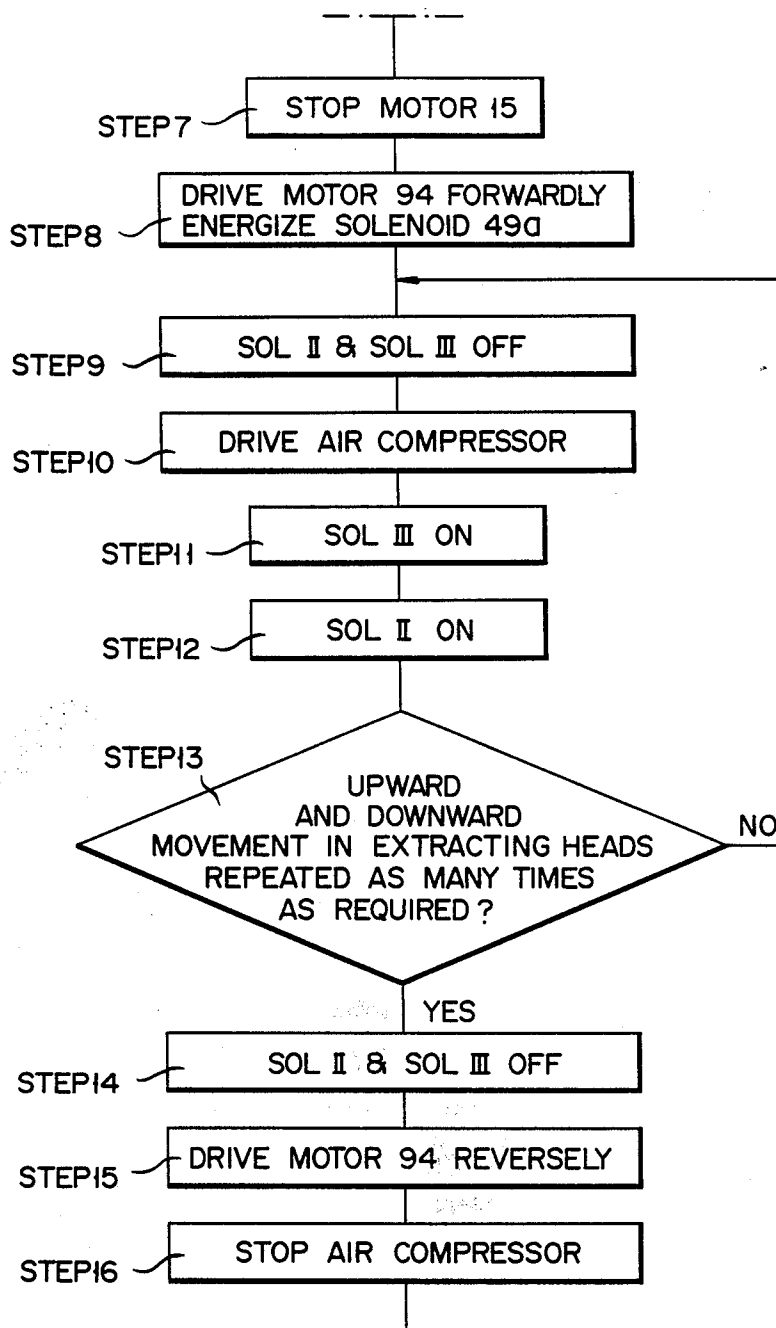 STEP7
STOP MOTOR 15
STEP8
DRIVE MOTOR 94 FORWARDLY
ENERGIZE SOLENOID 49a
STEP9
SOL II & SOL III OFF
STEP10
DRIVE AIR COMPRESSOR
STEP11
SOL III ON
STEP12
SOL II ON
STEP13
UPWARD
AND DOWNWARD
MOVEMENT IN EXTRACTING HEADS
REPEATED AS MANY TIMES
AS REQUIRED?
NO
YES
STEP14
SOL II & SOL III OFF
STEP15
DRIVE MOTOR 94 REVERSELY
STEP16
STOP AIR COMPRESSOR